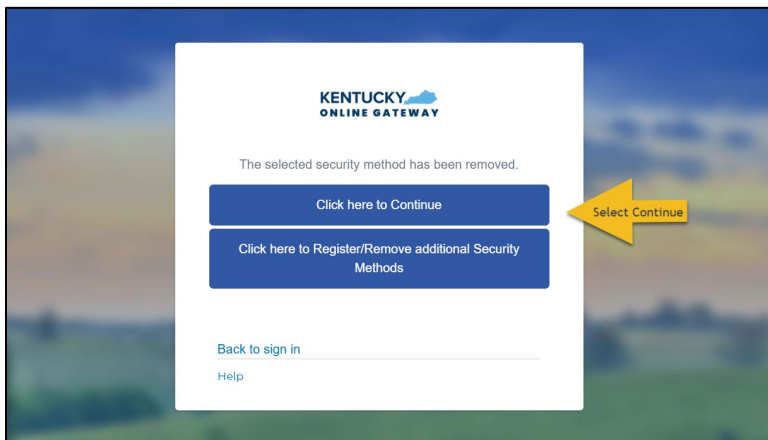 KENTUCKY
ONLINE GATEWAY
The selected security method has been removed.
Click here to Continue
Select Continue
Click here to Register/Remove additional Security
Methods
Back to sign in
Help